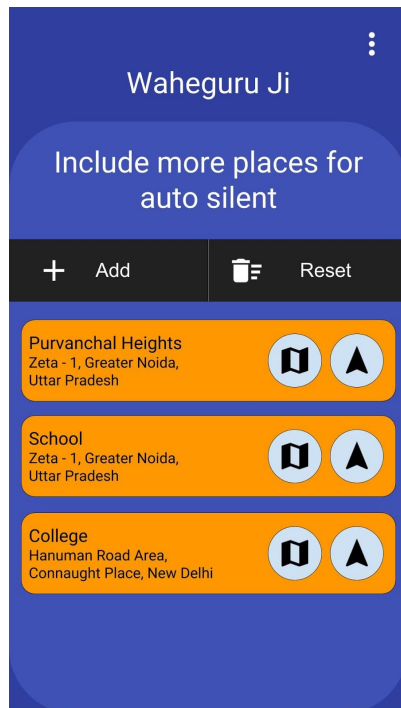 Waheguru Ji
Include more places for
auto silent
Add
Reset
Purvanchal Heights
Zeta - 1, Greater Noida,
Uttar Pradesh
School
Zeta - 1, Greater Noida,
Uttar Pradesh
College
Hanuman Road Area,
Connaught Place, New Delhi